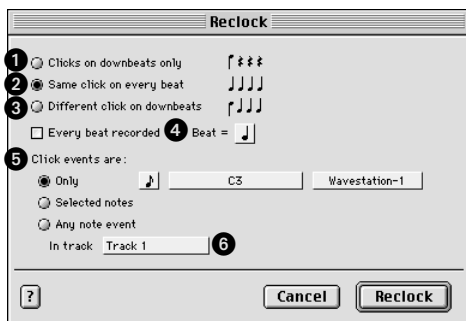 Reclock
1 Clicks on downbeats only
2 Same click on every beat
3 Different click on downbeats
Every beat recorded 4 Beat =
5 Click events are:
Only C3 Wavestation-1
Selected notes
Any note event
In track Track 1 6
? Cancel Reclock